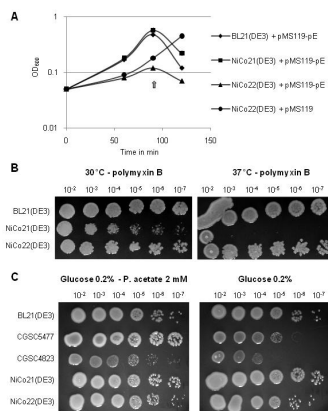 A
1
0.1
0.01
OD600
0
50
100
150
Time in min
BL21(DE3) + pMS119-pE
NiCo21(DE3) + pMS119-pE
NiCo22(DE3) + pMS119-pE
NiCo22(DE3) + pMS119
B
30°C - polymyxin B
37°C - polymyxin B
10-2 10-3 10-4 10-5 10-6 10-7
10-2 10-3 10-4 10-5 10-6 10-7
BL21(DE3)
NiCo21(DE3)
NiCo22(DE3)
C
Glucose 0.2% - P. acetate 2 mM
Glucose 0.2%
10-2 10-3 10-4 10-5 10-6 10-7
10-2 10-3 10-4 10-5 10-6 10-7
BL21(DE3)
CGSC5477
CGSC4823
NiCo21(DE3)
NiCo22(DE3)